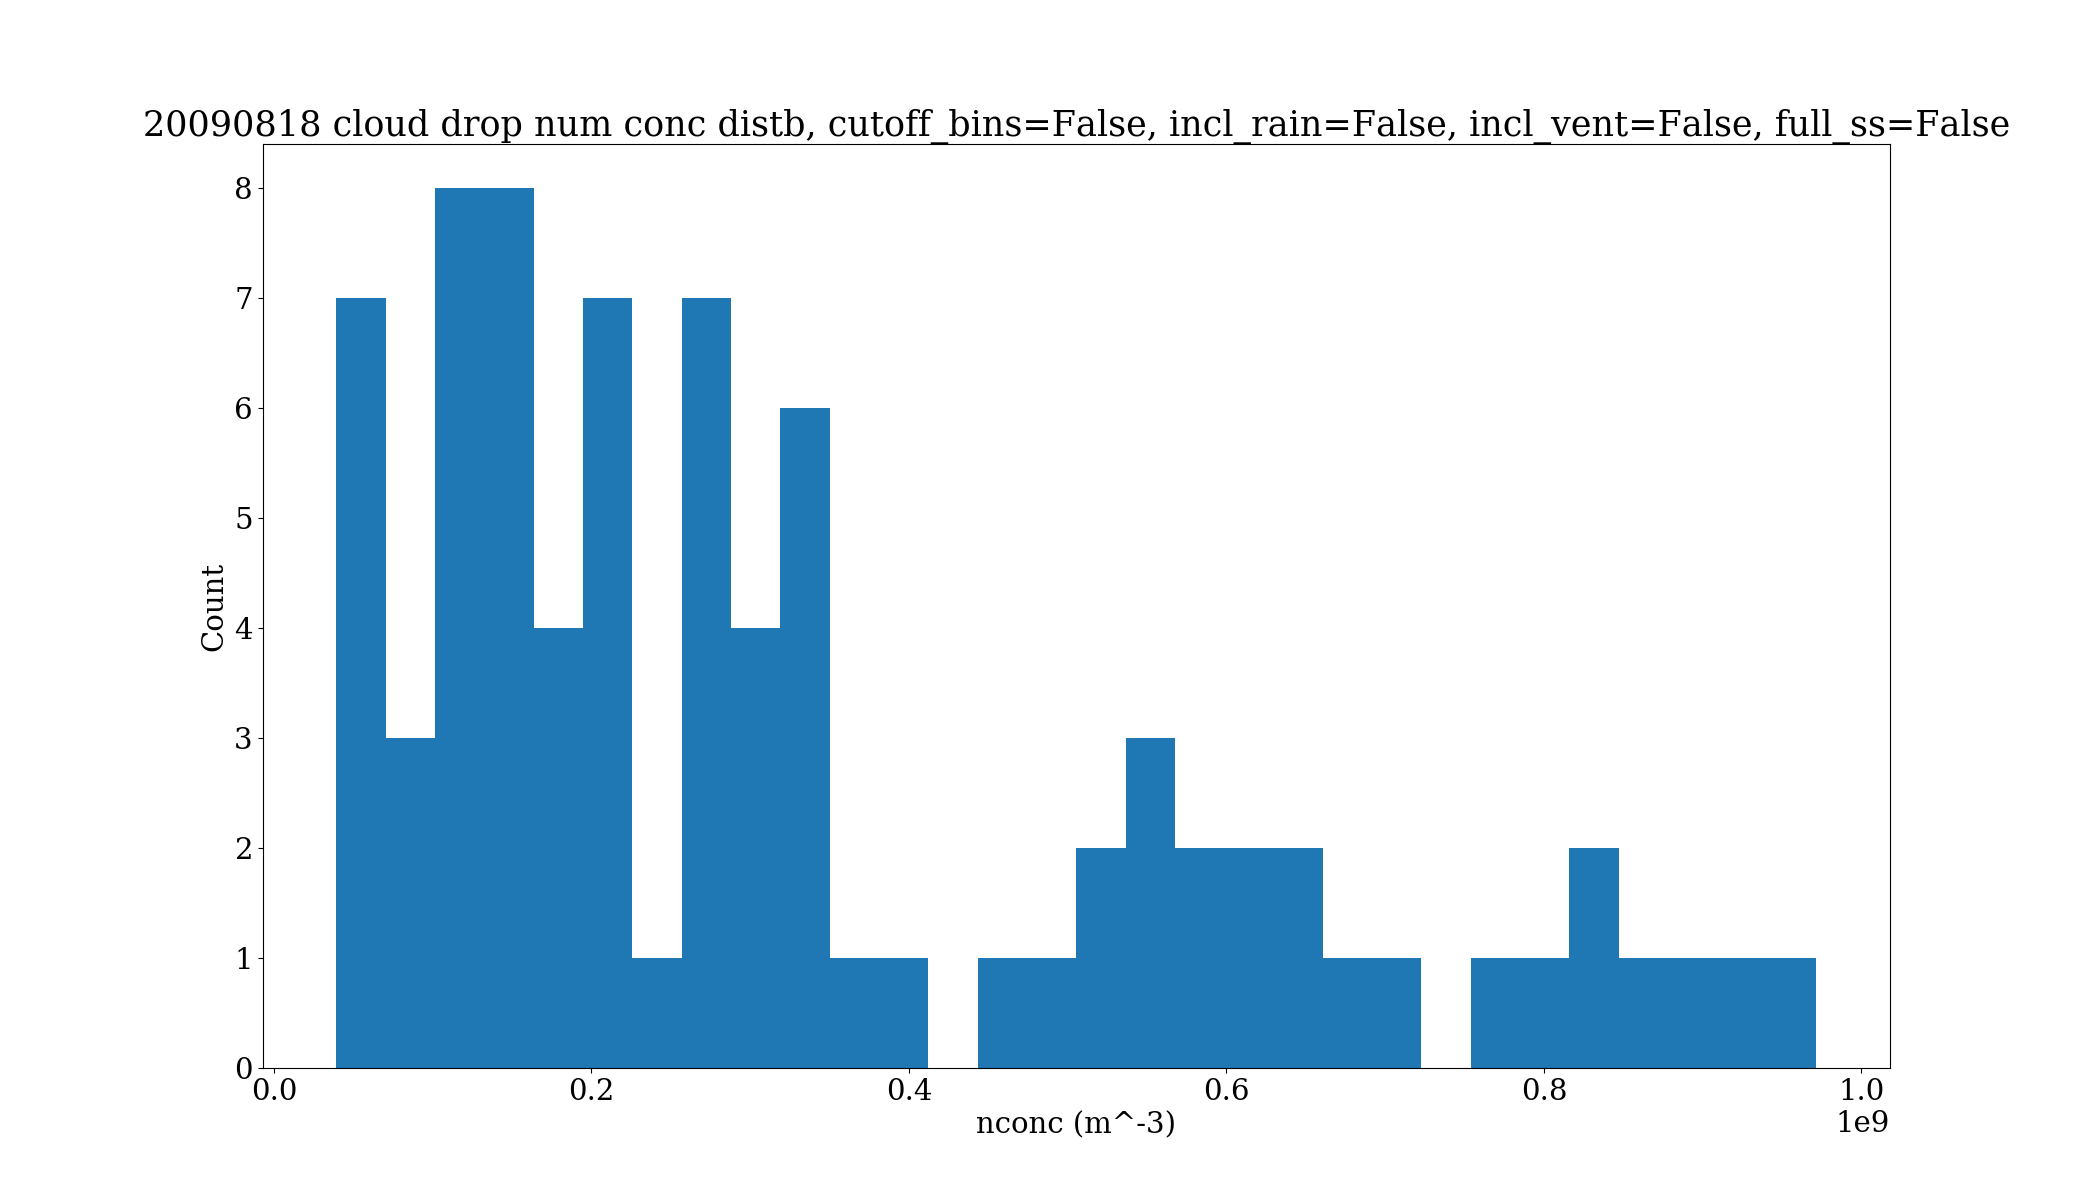 20090818 cloud drop num conc distb, cutoff_bins=False, incl_rain=False, incl_vent=False, full_ss=False
8
7
6
5
4
3
2
1
0
Count
0.0 0.2 0.4 0.6 0.8 1.0
nconc (m^-3)
1e9